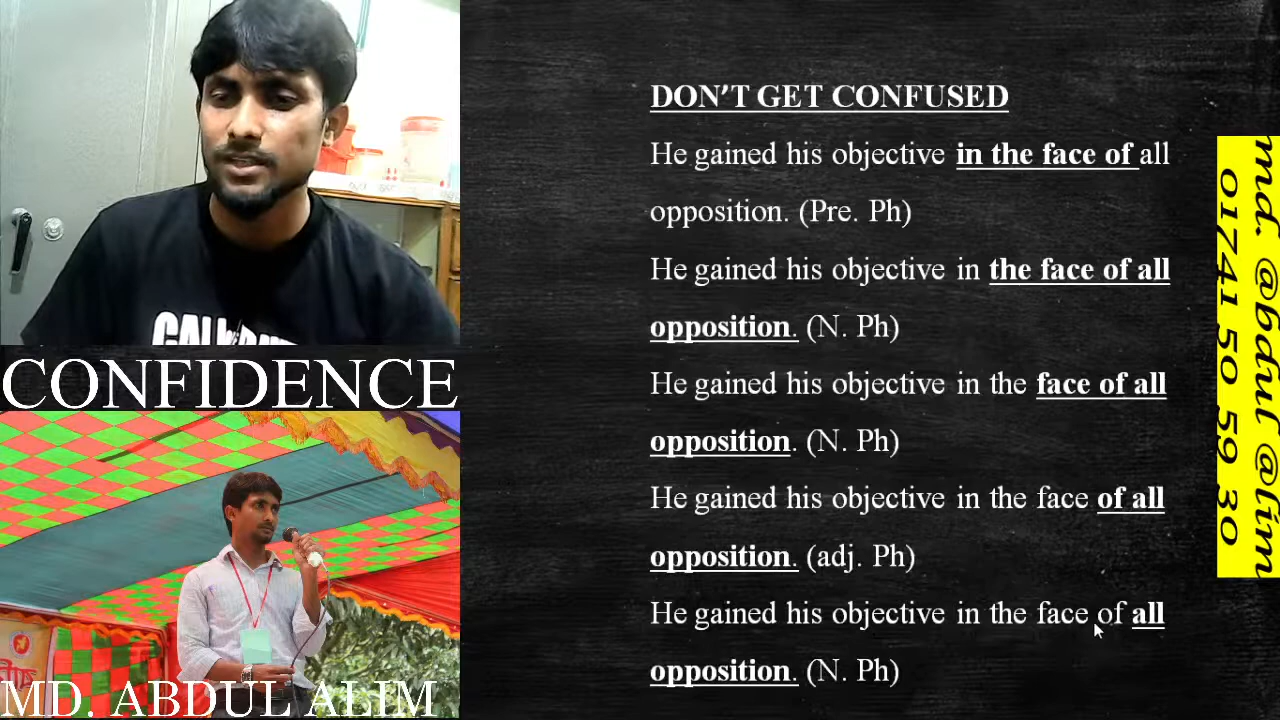 DON'T GET CONFUSED
He gained his objective in the face of all
opposition. (Pre. Ph)
He gained his objective in the face of all
opposition. (N. Ph)
He gained his objective in the face of all
opposition. (N. Ph)
He gained his objective in the face of all
opposition. (adj. Ph)
He gained his objective in the face of all
opposition. (N. Ph)
CONFIDENCE
MD. ABDUL ALIM
md. @bdul @lim
01741 50 59 30